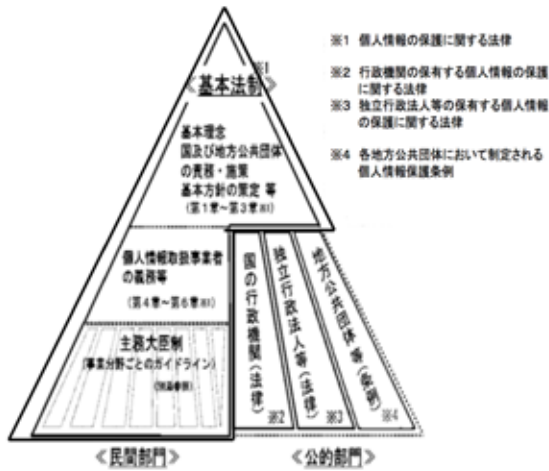 ※1 個人情報の保護に関する法律
※2 行政機関の保有する個人情報の保護
に関する法律
※3 独立行政法人等の保有する個人情報
の保護に関する法律
※4 各地方公共団体において制定される
個人情報保護条例
※1
《基本法制》
基本理念
国及び地方公共団体
の責務・施策
基本方針の策定 等
(第1章~第3章※1)
個人情報取扱事業者
の義務等
(第4章~第6章※1)
主務大臣制
(事業分野ごとのガイドライン)
国の行政機関(法律)
※2
独立行政法人等(法律)
※3
地方公共団体等(条例)
※4
《民間部門》
《公的部門》